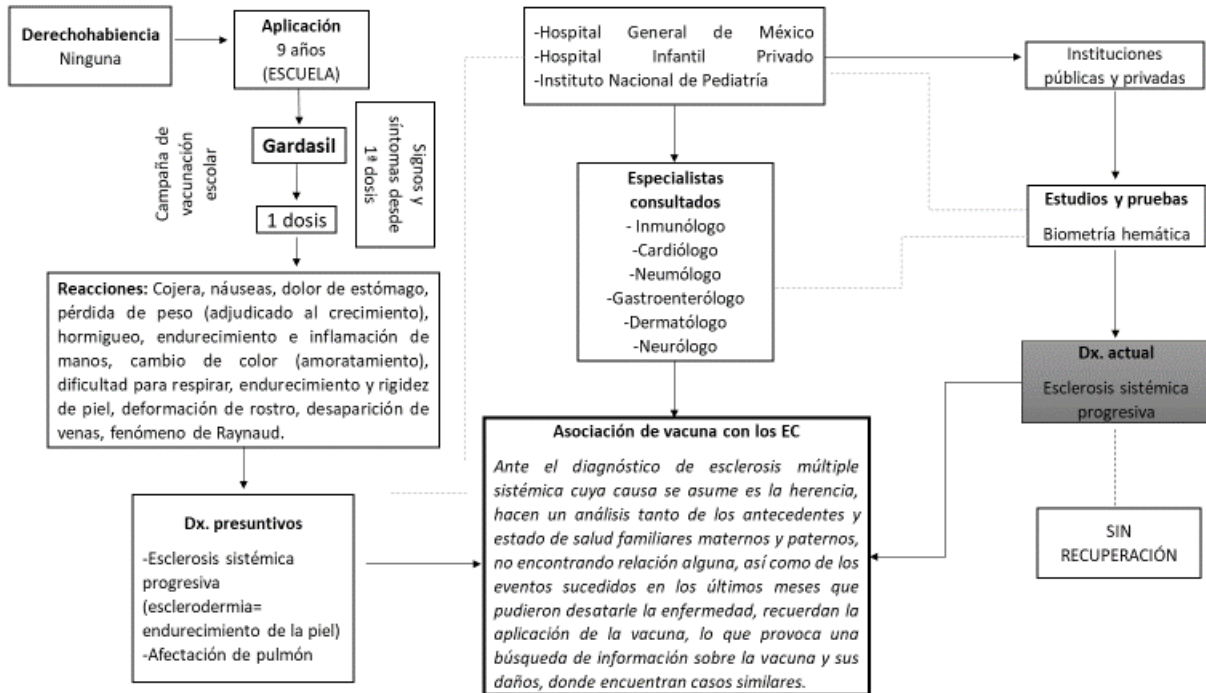 Derechohabiencia
Ninguna
Aplicación
9 años
(ESCUELA)
Campaña de
vacunación
escolar
Gardasil
Signos y
síntomas desde
1ª dosis
1 dosis
Reacciones: Cojera, náuseas, dolor de estómago,
pérdida de peso (adjudicado al crecimiento),
hormigueo, endurecimiento e inflamación de
manos, cambio de color (amoratamiento),
dificultad para respirar, endurecimiento y rigidez
de piel, deformación de rostro, desaparición de
venas, fenómeno de Raynaud.
Dx. presuntivos
-Esclerosis sistémica
progresiva
(esclerodermia=
endurecimiento de la piel)
-Afectación de pulmón
-Hospital General de México
-Hospital Infantil Privado
-Instituto Nacional de Pediatría
Especialistas
consultados
- Inmunólogo
-Cardiólogo
-Neumólogo
-Gastroenterólogo
-Dermatólogo
-Neurólogo
Asociación de vacuna con los EC
Ante el diagnóstico de esclerosis múltiple
sistémica cuya causa se asume es la herencia,
hacen un análisis tanto de los antecedentes y
estado de salud familiares maternos y paternos,
no encontrando relación alguna, así como de los
eventos sucedidos en los últimos meses que
pudieron desatarle la enfermedad, recuerdan la
aplicación de la vacuna, lo que provoca una
búsqueda de información sobre la vacuna y sus
daños, donde encuentran casos similares.
Instituciones
públicas y privadas
Estudios y pruebas
Biometría hemática
Dx. actual
Esclerosis sistémica
progresiva
SIN
RECUPERACIÓN